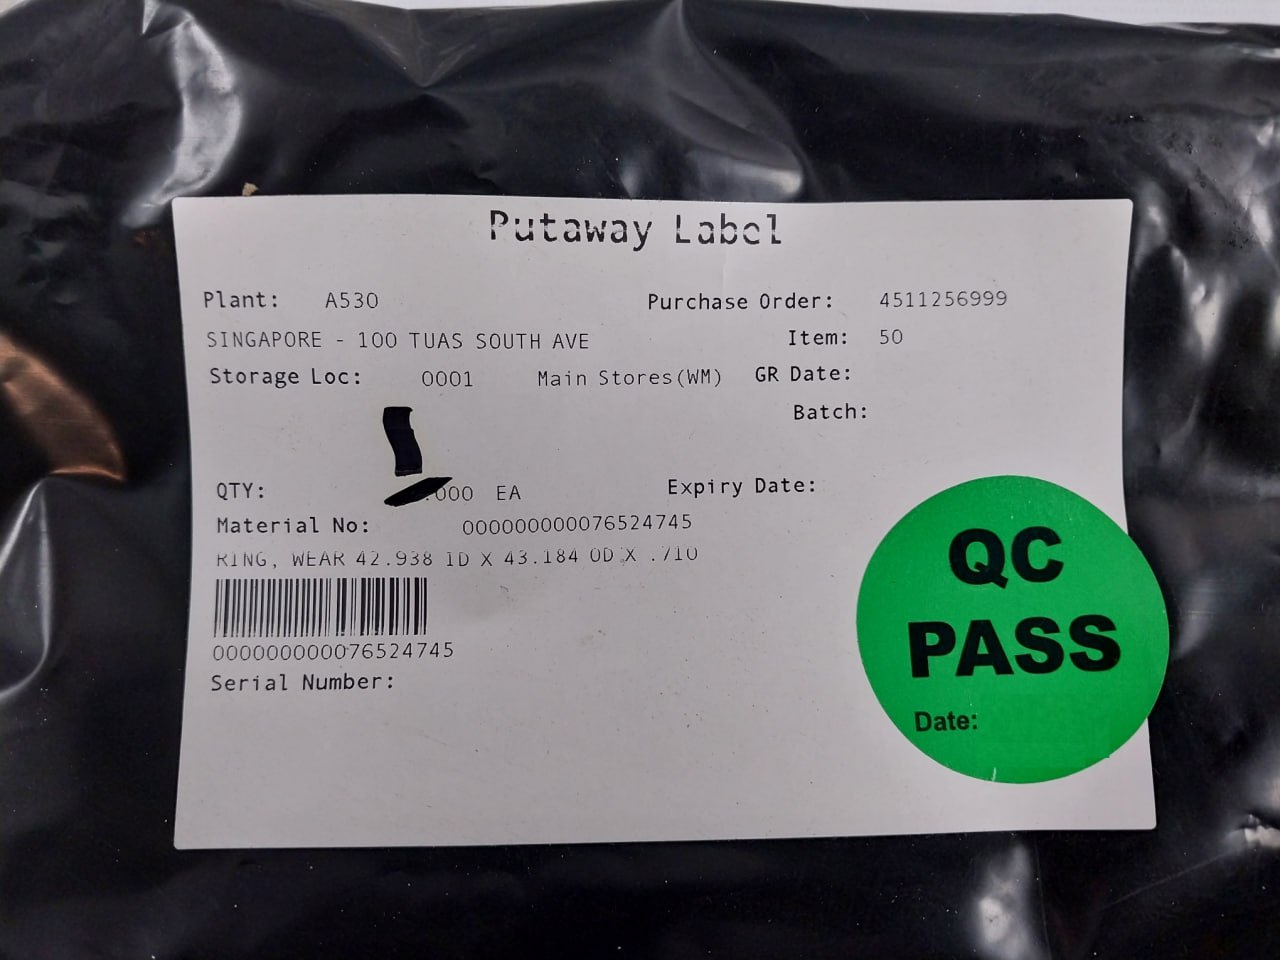 Putaway Label
Plant: A530
Purchase Order: 4511256999
SINGAPORE - 100 TUAS SOUTH AVE
Item: 50
Storage Loc: 0001 Main Stores(WM)
GR Date:
Batch:
QTY: .000 EA
Expiry Date:
Material No: 000000000076524745
RING, WEAR 42.938 ID X 43.184 OD X .710
000000000076524745
Serial Number:
QC
PASS
Date: